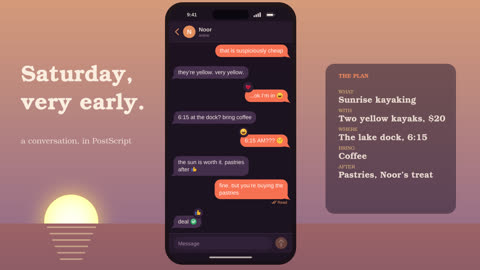 Saturday,
very early.
a conversation, in PostScript
9:41
N
Noor
online
that is suspiciously cheap
they're yellow. very yellow.
ok I'm in
6:15 at the dock? bring coffee
6:15 AM???
the sun is worth it. pastries
after
fine. but you're buying the
pastries
Read
deal
Message
THE PLAN
WHAT
Sunrise kayaking
WITH
Two yellow kayaks, $20
WHERE
The lake dock, 6:15
BRING
Coffee
AFTER
Pastries, Noor's treat